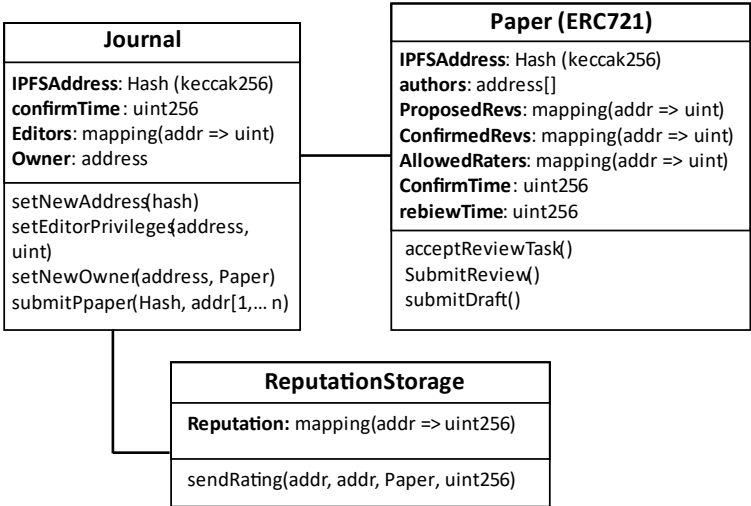 Journal
IPFSAddress: Hash (keccak256)
confirmTime: uint256
Editors: mapping(addr => uint)
Owner: address
setNewAddress(hash)
setEditorPrivileges(address,
uint)
setNewOwner(address, Paper)
submitPpaper(Hash, addr[1,... n)
Paper (ERC721)
IPFSAddress: Hash (keccak256)
authors: address[]
ProposedRevs: mapping(addr => uint)
ConfirmedRevs: mapping(addr => uint)
AllowedRaters: mapping(addr => uint)
ConfirmTime: uint256
rebiewTime: uint256
acceptReviewTask()
SubmitReview()
submitDraft()
ReputationStorage
Reputation: mapping(addr => uint256)
sendRating(addr, addr, Paper, uint256)